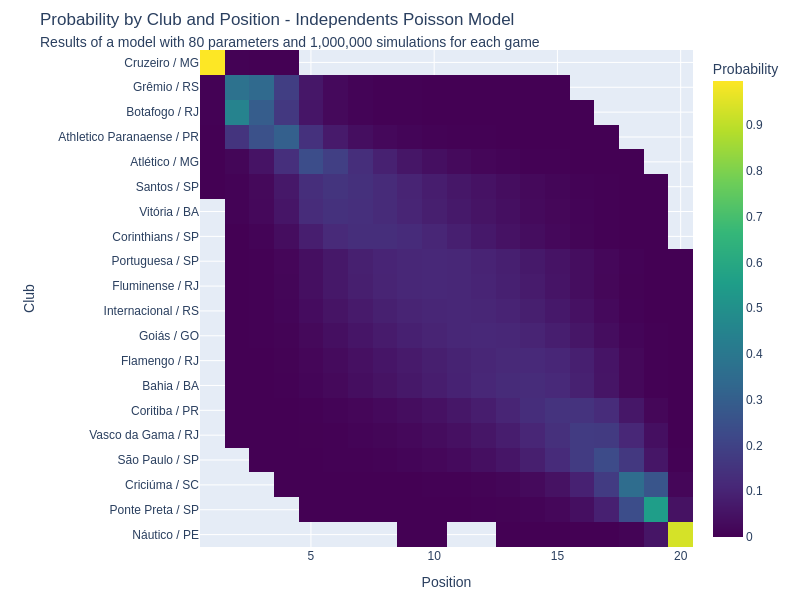 Probability by Club and Position - Independents Poisson Model
Results of a model with 80 parameters and 1,000,000 simulations for each game
Probability
Club
Cruzeiro / MG
Grêmio / RS
Botafogo / RJ
Athletico Paranaense / PR
Atlético / MG
Santos / SP
Vitória / BA
Corinthians / SP
Portuguesa / SP
Fluminense / RJ
Internacional / RS
Goiás / GO
Flamengo / RJ
Bahia / BA
Coritiba / PR
Vasco da Gama / RJ
São Paulo / SP
Criciúma / SC
Ponte Preta / SP
Náutico / PE
0.9
0.8
0.7
0.6
0.5
0.4
0.3
0.2
0.1
0
5
10
15
20
Position